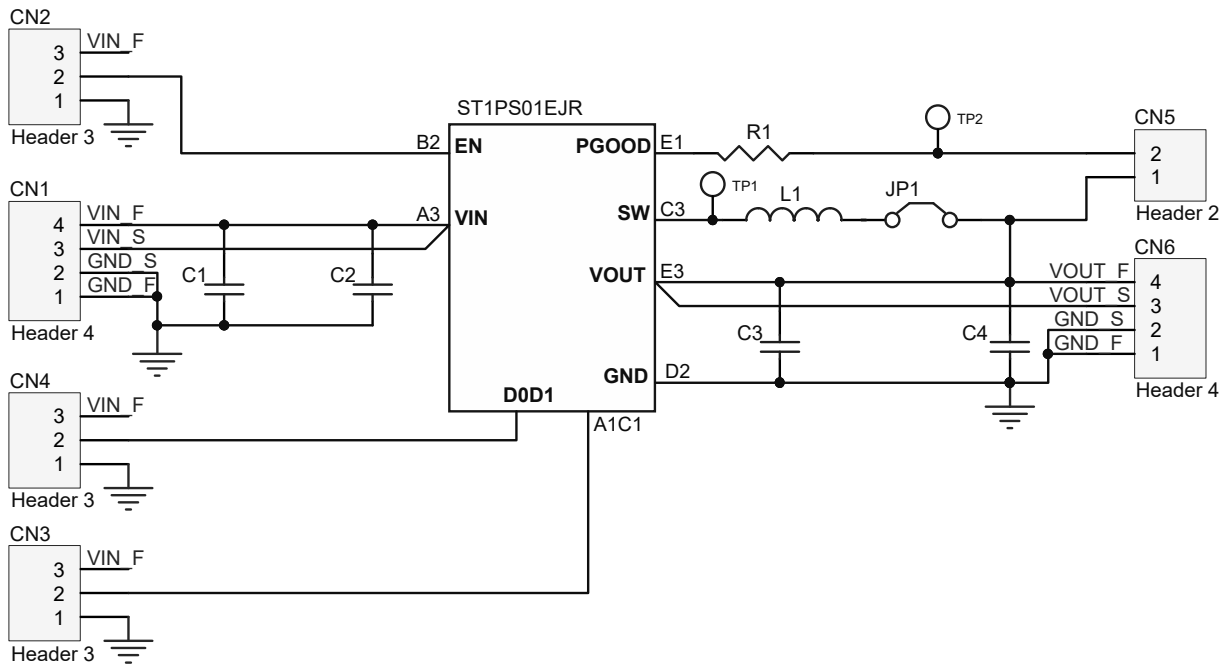 CN2
VIN_F
3
2
1
Header 3
CN1
VIN_F
4
VIN_S
3
GND_S
2
GND_F
1
Header 4
C1
C2
CN4
VIN_F
3
2
1
Header 3
CN3
VIN_F
3
2
1
Header 3
ST1PS01EJR
B2
EN
PGOOD
E1
A3
VIN
SW
C3
VOUT
E3
GND
D2
D0D1
A1C1
R1
TP2
TP1
L1
JP1
C3
C4
CN5
2
1
Header 2
CN6
VOUT_F
4
VOUT_S
3
GND_S
2
GND_F
1
Header 4